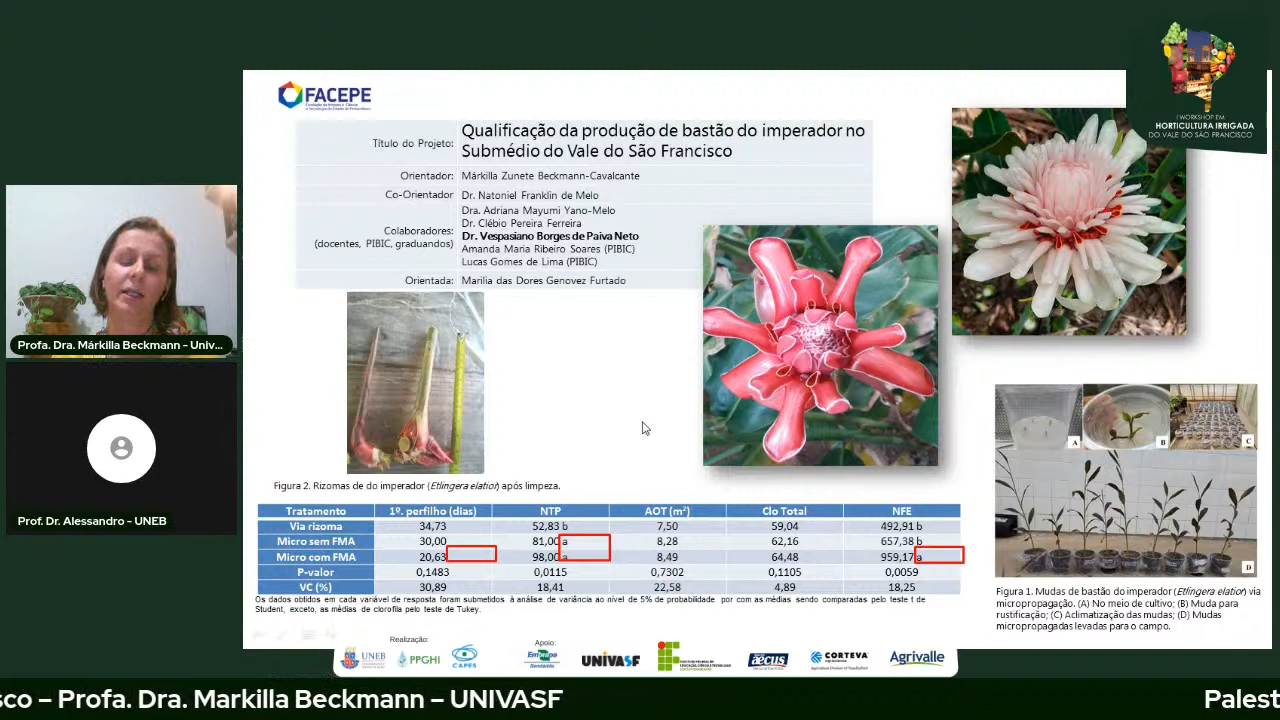 I WORKSHOP EM
HORTICULTURA IRRIGADA
DO VALE DO SÃO FRANCISCO
FACEPE
Título do Projeto: Qualificação da produção de bastão do imperador no
Submédio do Vale do São Francisco
Orientador: Márkilla Zunete Beckmann-Cavalcante
Co-Orientador Dr. Natoniel Franklin de Melo
Colaboradores:
(docentes, PIBIC, graduandos)
Dra. Adriana Mayumi Yano-Melo
Dr. Clébio Pereira Ferreira
Dr. Vespasiano Borges de Paiva Neto
Amanda Maria Ribeiro Soares (PIBIC)
Lucas Gomes de Lima (PIBIC)
Orientada: Marilia das Dores Genovez Furtado
Profa. Dra. Márkilla Beckmann – Univ...
Prof. Dr. Alessandro - UNEB
A
B
C
D
Figura 2. Rizomas de do imperador (Etlingera elatior) após limpeza.
Tratamento 1º. perfilho (dias) NTP AOT (m²) Clo Total NFE
Via rizoma 34,73 52,83 b 7,50 59,04 492,91 b
Micro sem FMA 30,00 81,00 a 8,28 62,16 657,38 b
Micro com FMA 20,63 98,00 a 8,49 64,48 959,17 a
P-valor 0,1483 0,0115 0,7302 0,1105 0,0059
VC (%) 30,89 18,41 22,58 4,89 18,25
Os dados obtidos em cada variável de resposta foram submetidos à análise de variância ao nível de 5% de probabilidade por com as médias sendo comparadas pelo teste t de
Student, exceto, as médias de clorofila pelo teste de Tukey.
Figura 1. Mudas de bastão do imperador (Etlingera elatior) via
micropropagação. (A) No meio de cultivo; (B) Muda para
rustificação; (C) Aclimatização das mudas; (D) Mudas
micropropagadas levadas para o campo.
Realização:
Apoio:
UNEB
PPGHI
CAPES
Embrapa
Semiárido
UNIVASF
INSTITUTO FEDERAL
aecus
CORTEVA
agriscience
Agrivalle
sco – Profa. Dra. Markilla Beckmann – UNIVASF
Palest